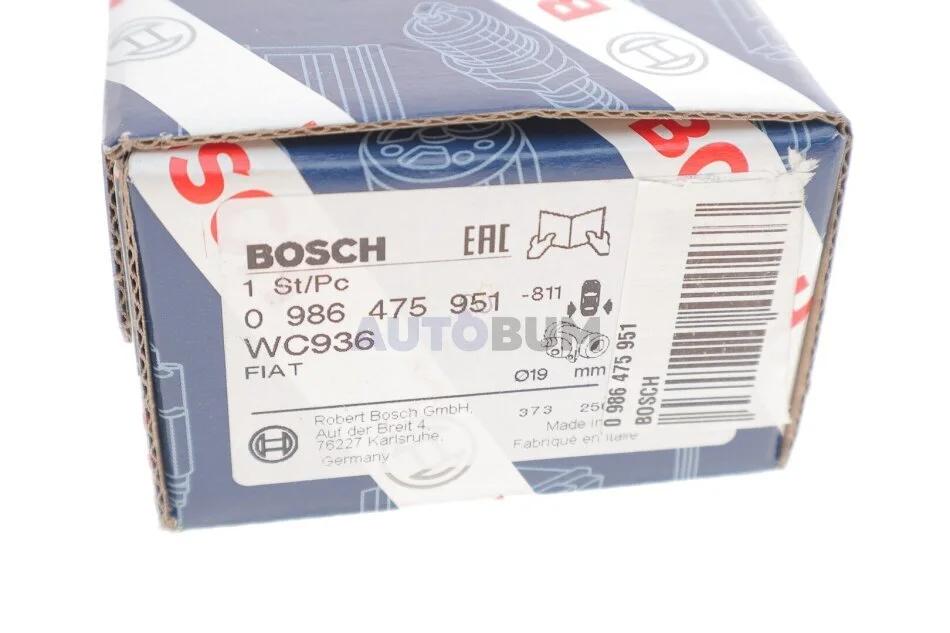 BOSCH
BOSCH
EAC
1 St/Pc
0 986 475 951 -811
AUTOBUM
WC936
FIAT
Ø19 mm
Robert Bosch GmbH,
Auf der Breit 4,
76227 Karlsruhe,
Germany
373
Made in
Fabriqué en
0 986 475 951
BOSCH